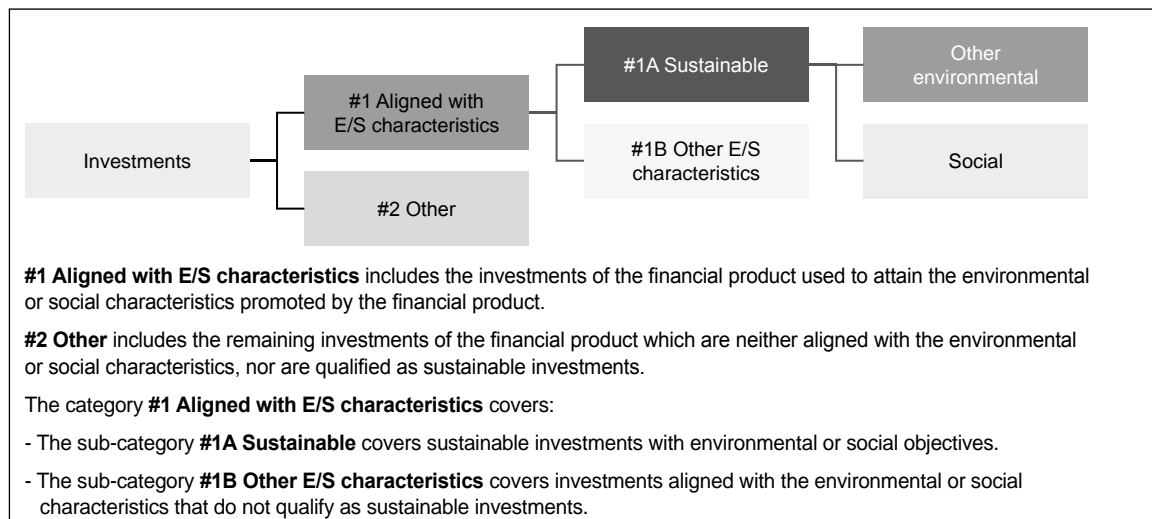 #1A Sustainable
Other
environmental
#1 Aligned with
E/S characteristics
Investments
#1B Other E/S
characteristics
Social
#2 Other
#1 Aligned with E/S characteristics includes the investments of the financial product used to attain the environmental
or social characteristics promoted by the financial product.
#2 Other includes the remaining investments of the financial product which are neither aligned with the environmental
or social characteristics, nor are qualified as sustainable investments.
The category #1 Aligned with E/S characteristics covers:
- The sub-category #1A Sustainable covers sustainable investments with environmental or social objectives.
- The sub-category #1B Other E/S characteristics covers investments aligned with the environmental or social
characteristics that do not qualify as sustainable investments.